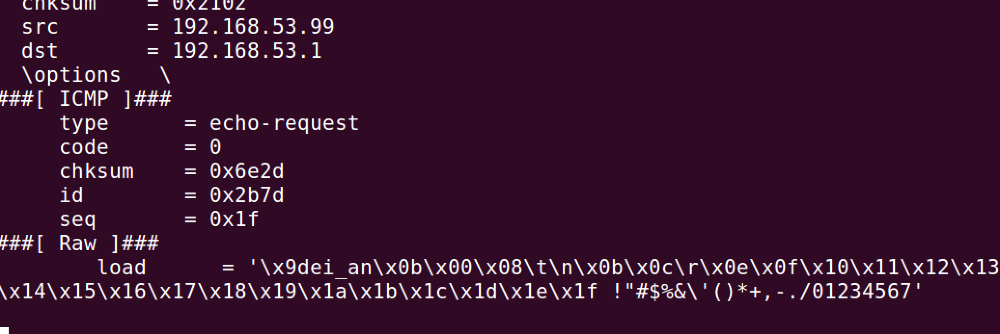 chksum = 0x2102
src = 192.168.53.99
dst = 192.168.53.1
\options \
###[ ICMP ]###
type = echo-request
code = 0
chksum = 0x6e2d
id = 0x2b7d
seq = 0x1f
###[ Raw ]###
load = '\x9dei_an\x0b\x00\x08\t\n\x0b\x0c\r\x0e\x0f\x10\x11\x12\x13
\x14\x15\x16\x17\x18\x19\x1a\x1b\x1c\x1d\x1e\x1f !"#$%&\'()*+,-./01234567'